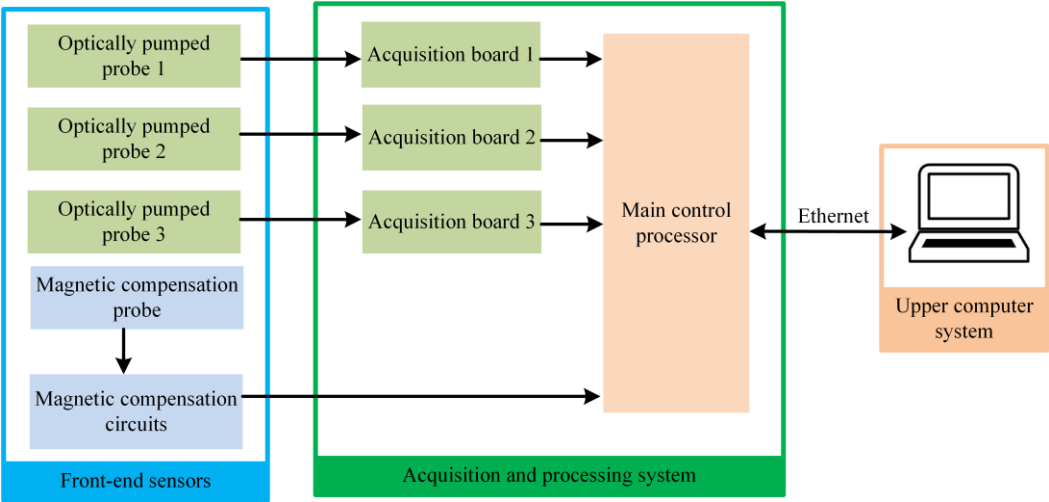 Optically pumped
probe 1
Acquisition board 1
Optically pumped
probe 2
Acquisition board 2
Optically pumped
probe 3
Acquisition board 3
Magnetic compensation
probe
Magnetic compensation
circuits
Front-end sensors
Main control
processor
Acquisition and processing system
Ethernet
Upper computer
system